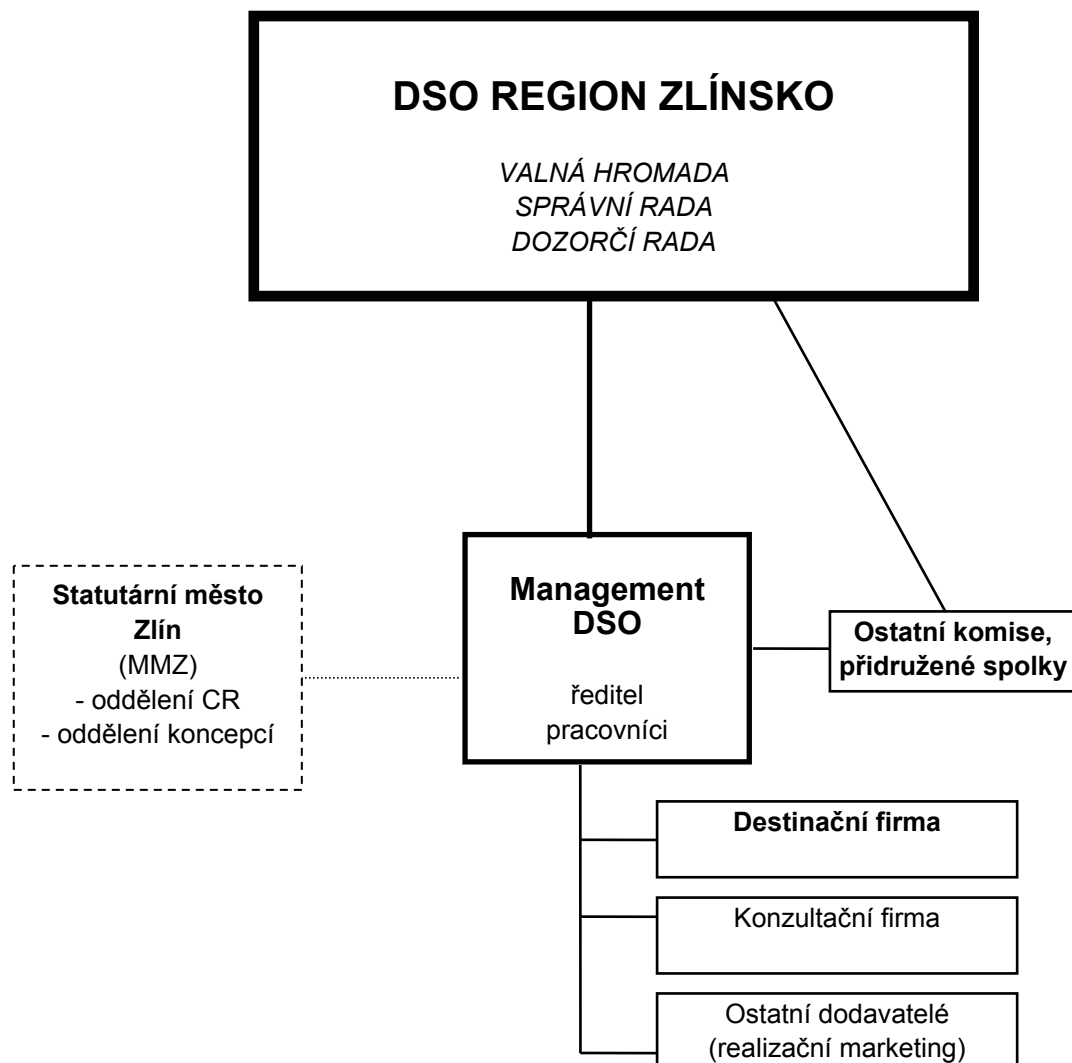 DSO REGION ZLÍNSKO
VALNÁ HROMADA
SPRÁVNÍ RADA
DOZORČÍ RADA
Statutární město
Zlín
(MMZ)
- oddělení CR
- oddělení koncepcí
Management
DSO
ředitel
pracovníci
Ostatní komise,
přidružené spolky
Destinační firma
Konzultační firma
Ostatní dodavatelé
(realizační marketing)